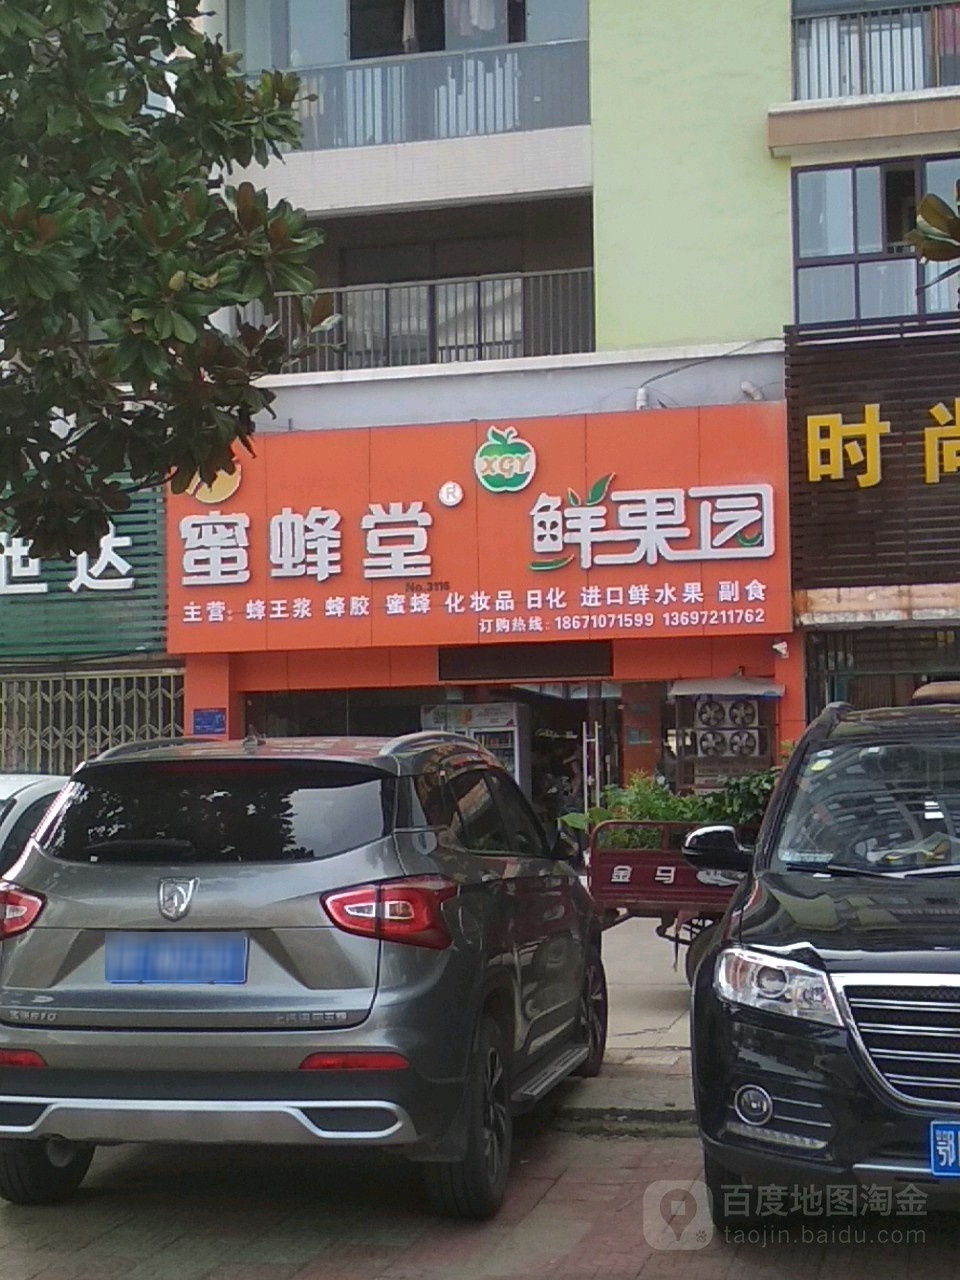 XGY
蜜蜂堂® 鲜果园
No.3116
主营: 蜂王浆 蜂胶 蜜蜂 化妆品 日化 进口鲜水果 副食
订购热线: 18671071599 13697211762
时尚
世达
金马
鄂
百度地图淘金
taojin.baidu.com